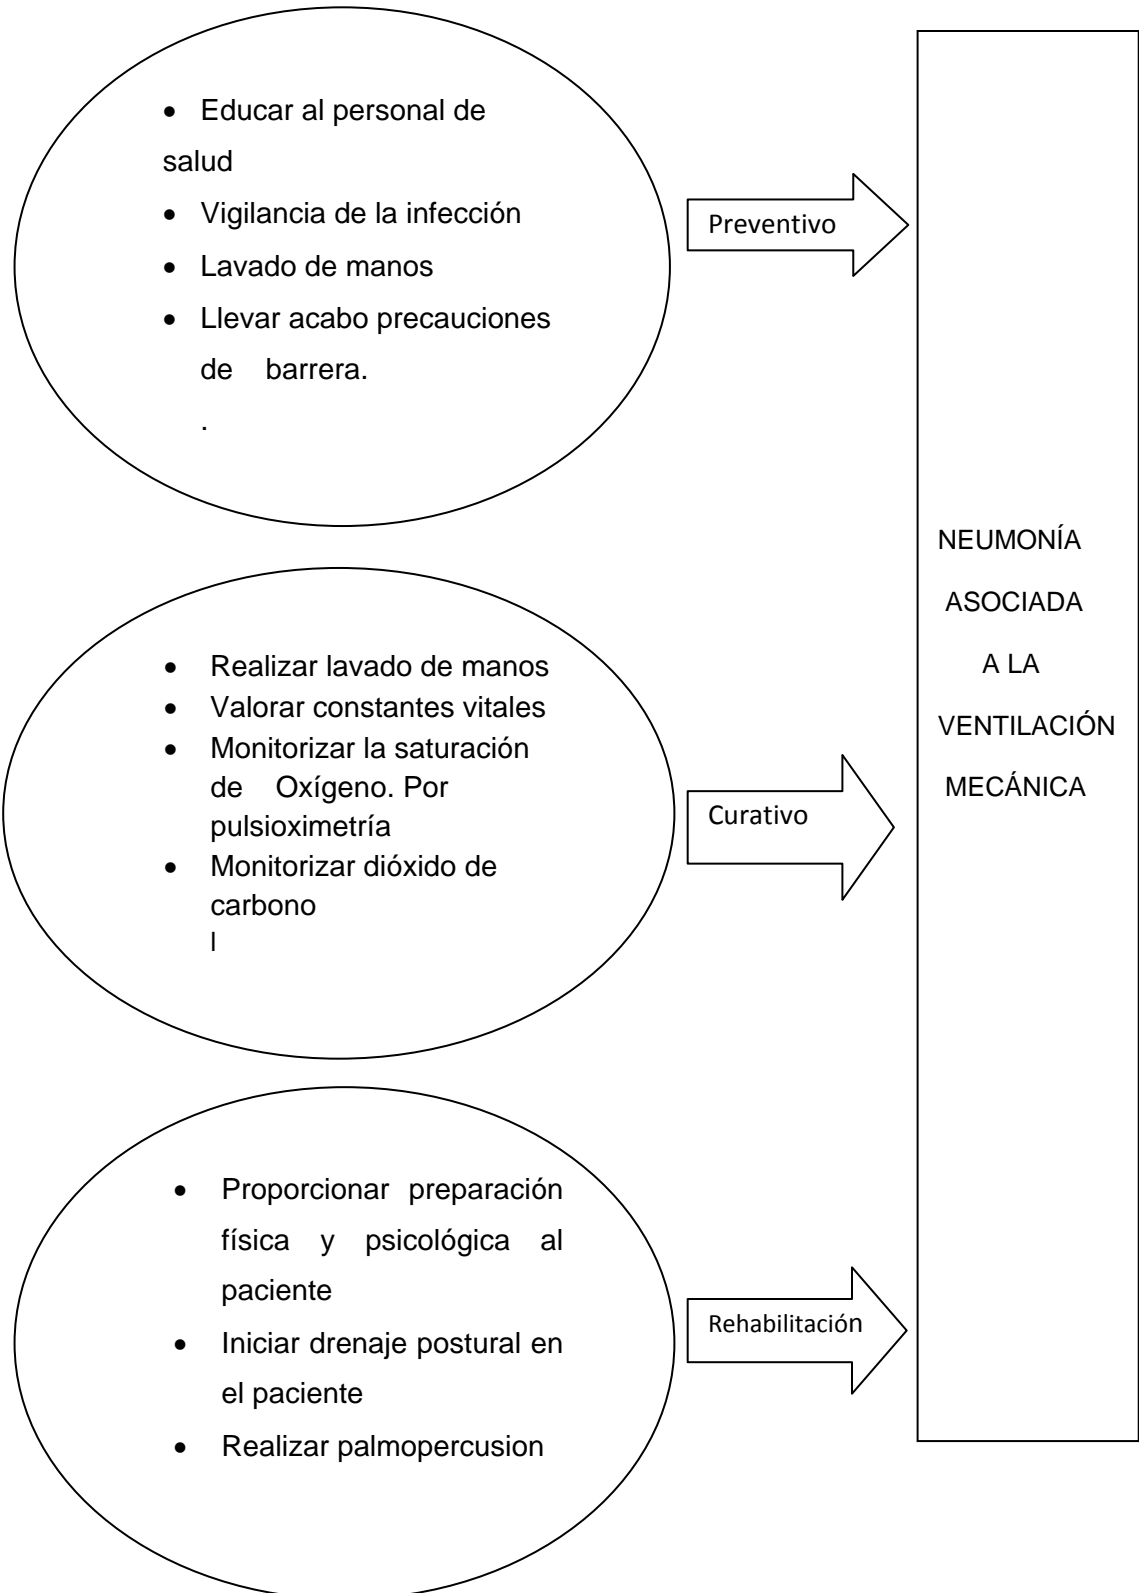 • Educar al personal de
salud
• Vigilancia de la infección
• Lavado de manos
• Llevar acabo precauciones
de barrera.
.
Preventivo
• Realizar lavado de manos
• Valorar constantes vitales
• Monitorizar la saturación
de Oxígeno. Por
pulsioximetría
• Monitorizar dióxido de
carbono
l
Curativo
• Proporcionar preparación
física y psicológica al
paciente
• Iniciar drenaje postural en
el paciente
• Realizar palmopercusion
Rehabilitación
NEUMONÍA
ASOCIADA
A LA
VENTILACIÓN
MECÁNICA